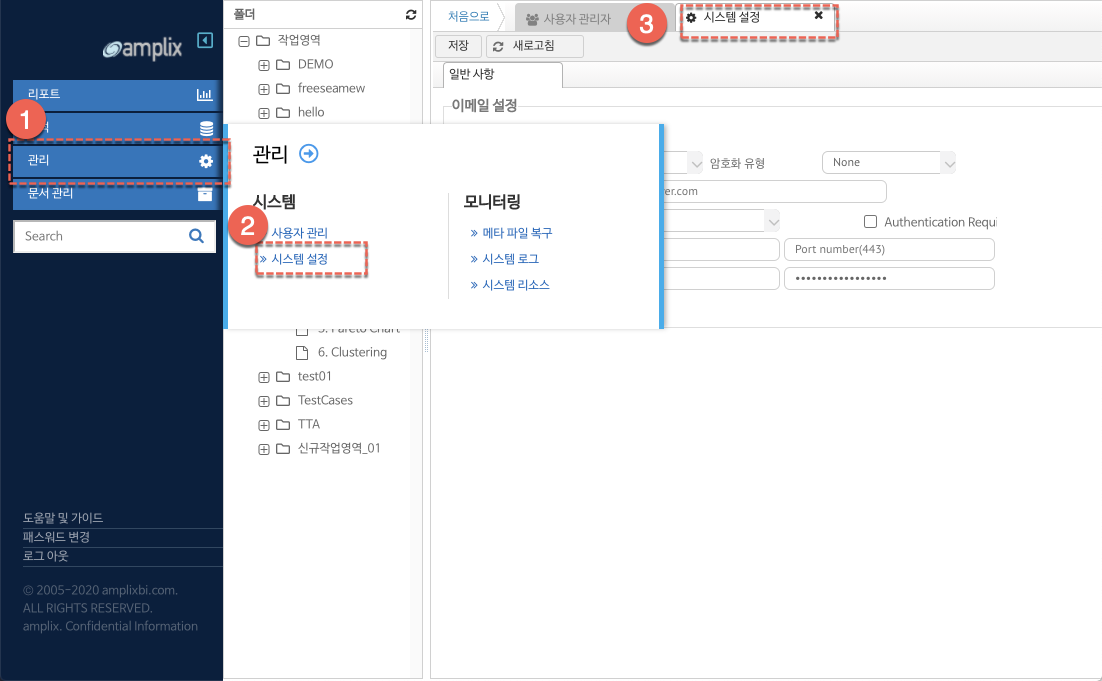 amplix
리포트
1
관리
문서 관리
Search
도움말 및 가이드
패스워드 변경
로그 아웃
© 2005-2020 amplixbi.com.
ALL RIGHTS RESERVED.
amplix. Confidential Information
폴더
작업영역
DEMO
freeseamew
hello
관리
시스템
2
사용자 관리
» 시스템 설정
모니터링
» 메타 파일 복구
» 시스템 로그
» 시스템 리소스
5. Pareto Chart
6. Clustering
test01
TestCases
TTA
신규작업영역_01
처음으로
사용자 관리자
3
시스템 설정
저장
새로고침
일반 사항
이메일 설정
암호화 유형
None
er.com
Authentication Requi
Port number(443)
•••••••••••••••••